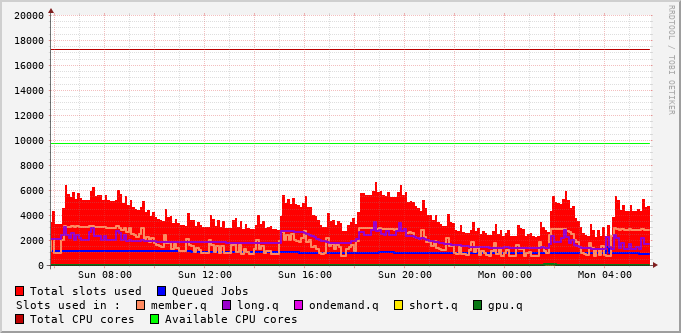 20000
18000
16000
14000
12000
10000
8000
6000
4000
2000
0
Sun 08:00 Sun 12:00 Sun 16:00 Sun 20:00 Mon 00:00 Mon 04:00
RRDTOOL / TOBI OETIKER
Total slots used Queued Jobs
Slots used in : member.q long.q ondemand.q short.q gpu.q
Total CPU cores Available CPU cores